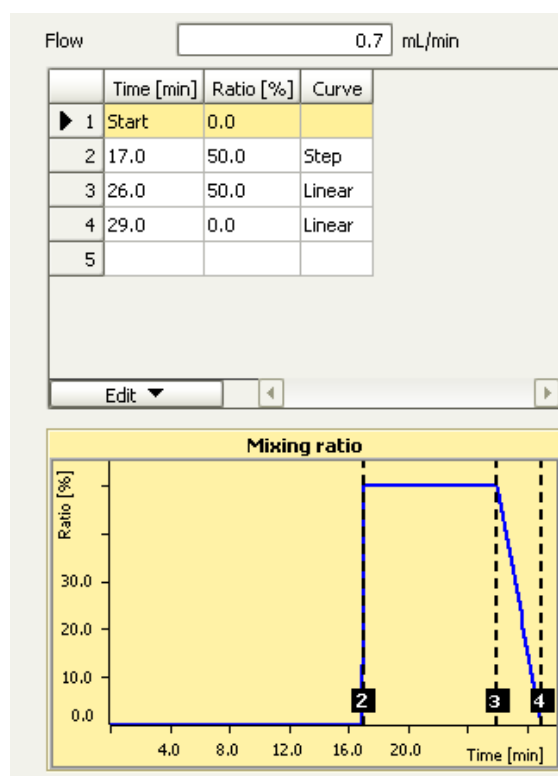 Flow 0.7 mL/min
Time [min] Ratio [%] Curve
1 Start 0.0
2 17.0 50.0 Step
3 26.0 50.0 Linear
4 29.0 0.0 Linear
5
Edit
Mixing ratio
Ratio [%]
30.0
20.0
10.0
2 3 4
0.0
4.0 8.0 12.0 16.0 20.0 Time [min]